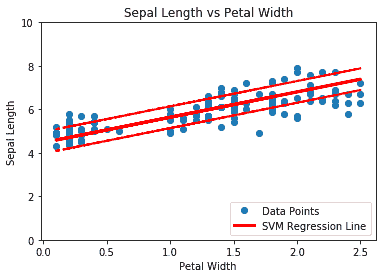 Sepal Length vs Petal Width
10
8
6
4
2
0
Sepal Length
0.0 0.5 1.0 1.5 2.0 2.5
Petal Width
Data Points
SVM Regression Line